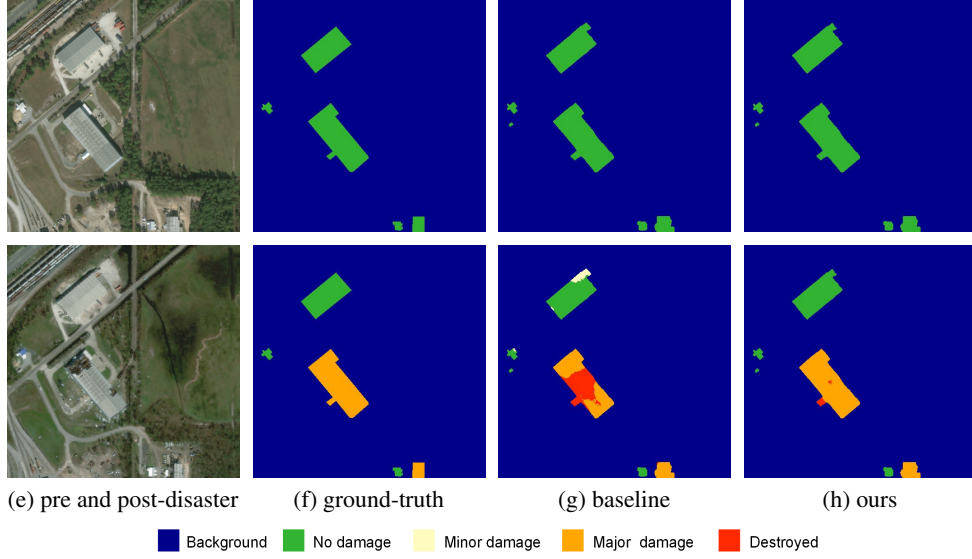 (e) pre and post-disaster (f) ground-truth (g) baseline (h) ours
Background No damage Minor damage Major damage Destroyed